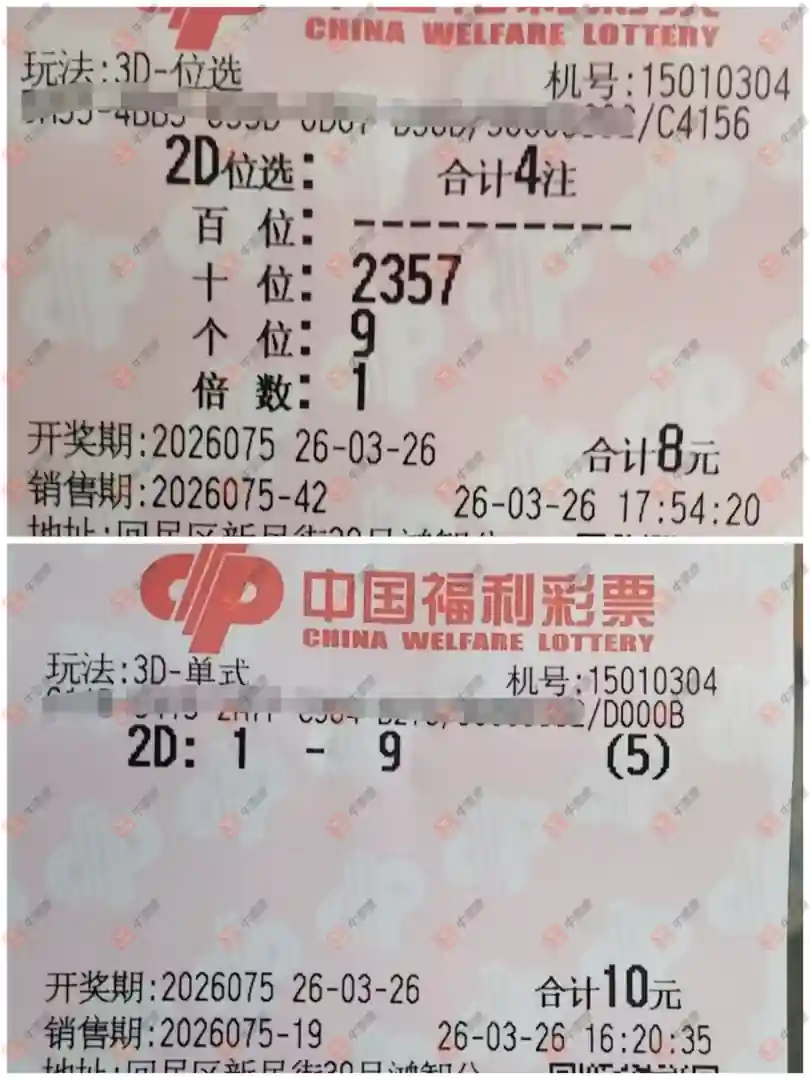 CHINA WELFARE LOTTERY
玩法:3D-位选 机号:15010304
/C4156
2D位选: 合计4注
百 位: ----------
十 位: 2357
个 位: 9
倍 数: 1
开奖期:2026075 26-03-26 合计8元
销售期:2026075-42 26-03-26 17:54:20
中国福利彩票
CHINA WELFARE LOTTERY
玩法:3D-单式 机号:15010304
/D000B
2D: 1 - 9 (5)
开奖期:2026075 26-03-26 合计10元
销售期:2026075-19 26-03-26 16:20:35